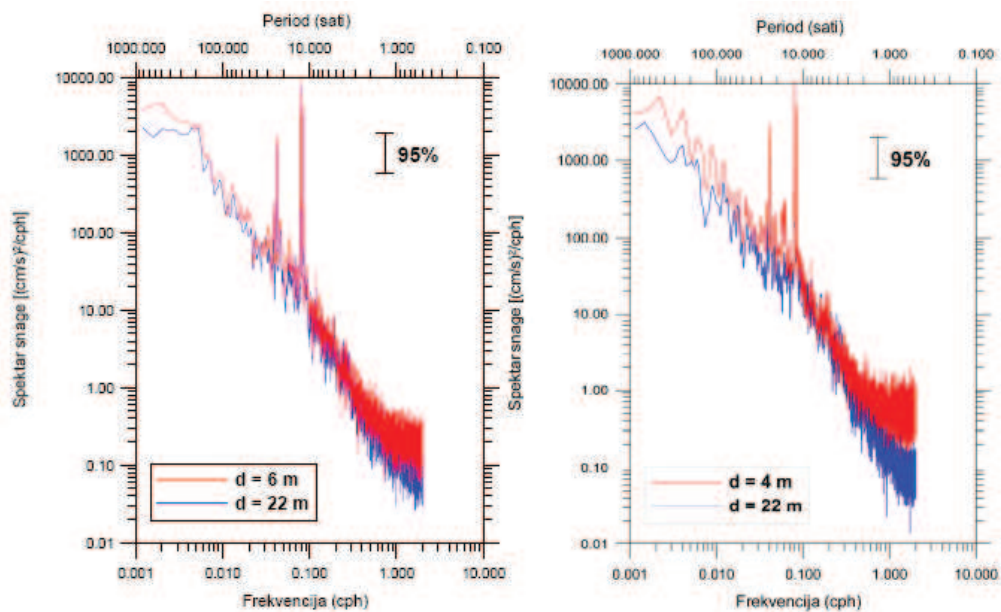 Period (sati)
1000.000 100.000 10.000 1.000 0.100
10000.00
1000.00
100.00
10.00
1.00
0.10
0.01
Spektar snage [(cm/s)²/cph]
95%
d = 6 m
d = 22 m
0.001 0.010 0.100 1.000 10.000
Frekvencija (cph)
Period (sati)
1000.000 100.000 10.000 1.000 0.100
10000.00
1000.00
100.00
10.00
1.00
0.10
0.01
Spektar snage [(cm/s)²/cph]
95%
d = 4 m
d = 22 m
0.001 0.010 0.100 1.000 10.000
Frekvencija (cph)